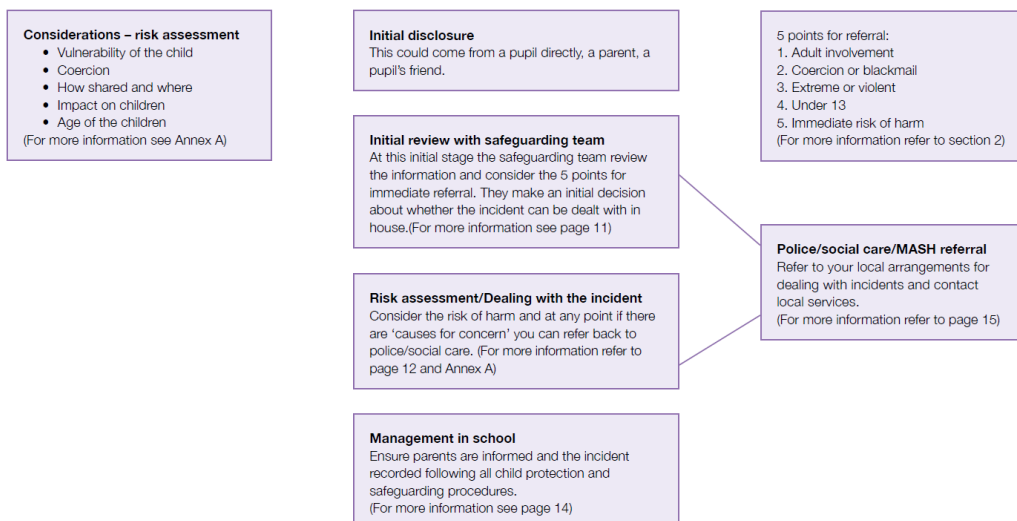 Considerations – risk assessment
• Vulnerability of the child
• Coercion
• How shared and where
• Impact on children
• Age of the children
(For more information see Annex A)
Initial disclosure
This could come from a pupil directly, a parent, a
pupil's friend.
5 points for referral:
1. Adult involvement
2. Coercion or blackmail
3. Extreme or violent
4. Under 13
5. Immediate risk of harm
(For more information refer to section 2)
Initial review with safeguarding team
At this initial stage the safeguarding team review
the information and consider the 5 points for
immediate referral. They make an initial decision
about whether the incident can be dealt with in
house.(For more information see page 11)
Police/social care/MASH referral
Refer to your local arrangements for
dealing with incidents and contact
local services.
(For more information refer to page 15)
Risk assessment/Dealing with the incident
Consider the risk of harm and at any point if there
are ‘causes for concern’ you can refer back to
police/social care. (For more information refer to
page 12 and Annex A)
Management in school
Ensure parents are informed and the incident
recorded following all child protection and
safeguarding procedures.
(For more information see page 14)